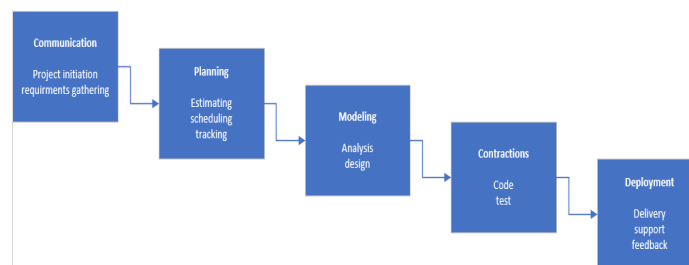 Communication
Project initiation
requirments gathering
Planning
Estimating
scheduling
tracking
Modeling
Analysis
design
Contractions
Code
test
Deployment
Delivery
support
feedback